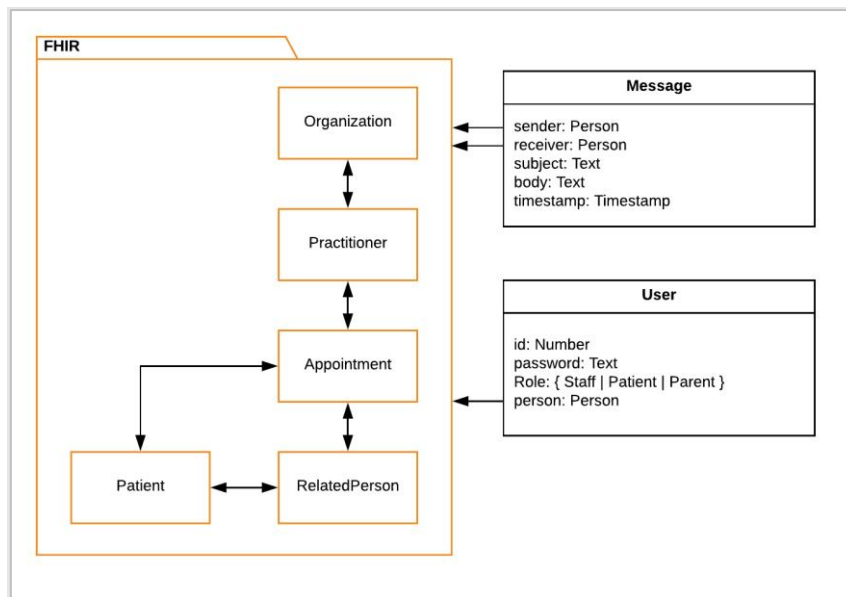 FHIR
Organization
Practitioner
Appointment
Patient
RelatedPerson
Message
sender: Person
receiver: Person
subject: Text
body: Text
timestamp: Timestamp
User
id: Number
password: Text
Role: { Staff | Patient | Parent }
person: Person